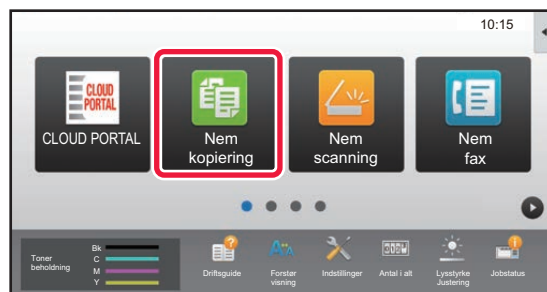 10:15
CLOUD
PORTAL
CLOUD PORTAL
Nem
kopiering
Nem
scanning
Nem
fax
Toner
beholdning
Bk
C
M
Y
Driftsguide
Forstør
visning
Indstillinger
Antal i alt
Lysstyrke
Justering
Jobstatus